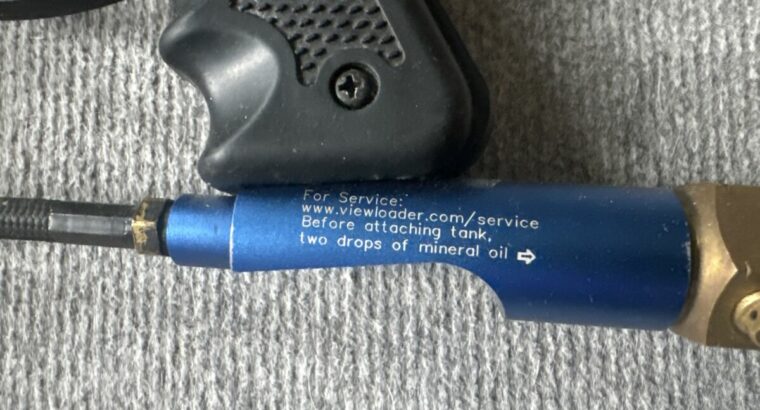 For Service:
www.viewloader.com/service
Before attaching tank,
two drops of mineral oil ⇨